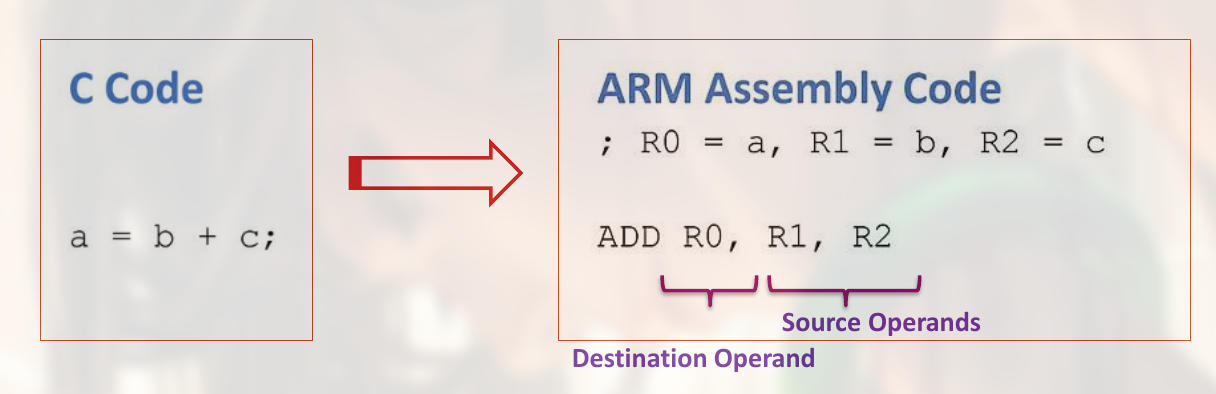 C Code
a = b + c;
ARM Assembly Code
; R0 = a, R1 = b, R2 = c
ADD R0, R1, R2
Source Operands
Destination Operand